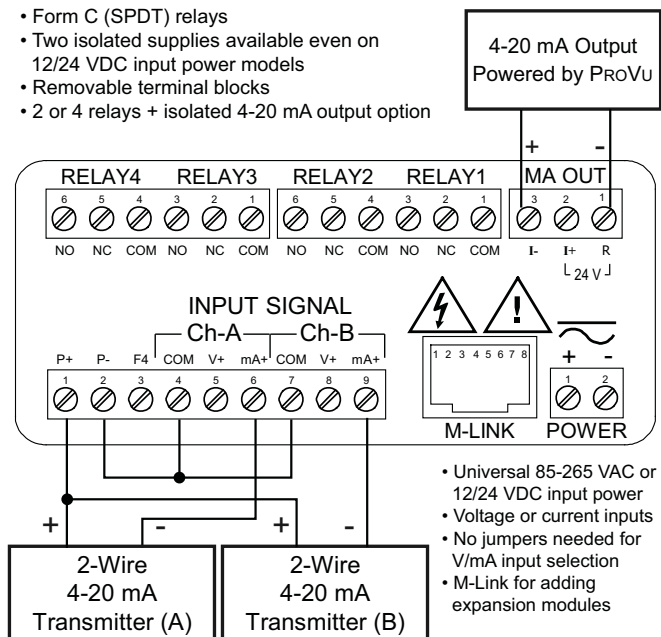 • Form C (SPDT) relays
• Two isolated supplies available even on
12/24 VDC input power models
• Removable terminal blocks
• 2 or 4 relays + isolated 4-20 mA output option
4-20 mA Output
Powered by PROVU
+ -
RELAY4 RELAY3 RELAY2 RELAY1 MA OUT
6 5 4 3 2 1 6 5 4 3 2 1 3 2 1
NO NC COM NO NC COM NO NC COM NO NC COM I- I+ R
24 V
INPUT SIGNAL
Ch-A Ch-B
P+ P- F4 COM V+ mA+ COM V+ mA+
1 2 3 4 5 6 7 8 9
!
1 2 3 4 5 6 7 8
+ -
1 2
M-LINK POWER
+ - + -
2-Wire
4-20 mA
Transmitter (A)
2-Wire
4-20 mA
Transmitter (B)
• Universal 85-265 VAC or
12/24 VDC input power
• Voltage or current inputs
• No jumpers needed for
V/mA input selection
• M-Link for adding
expansion modules